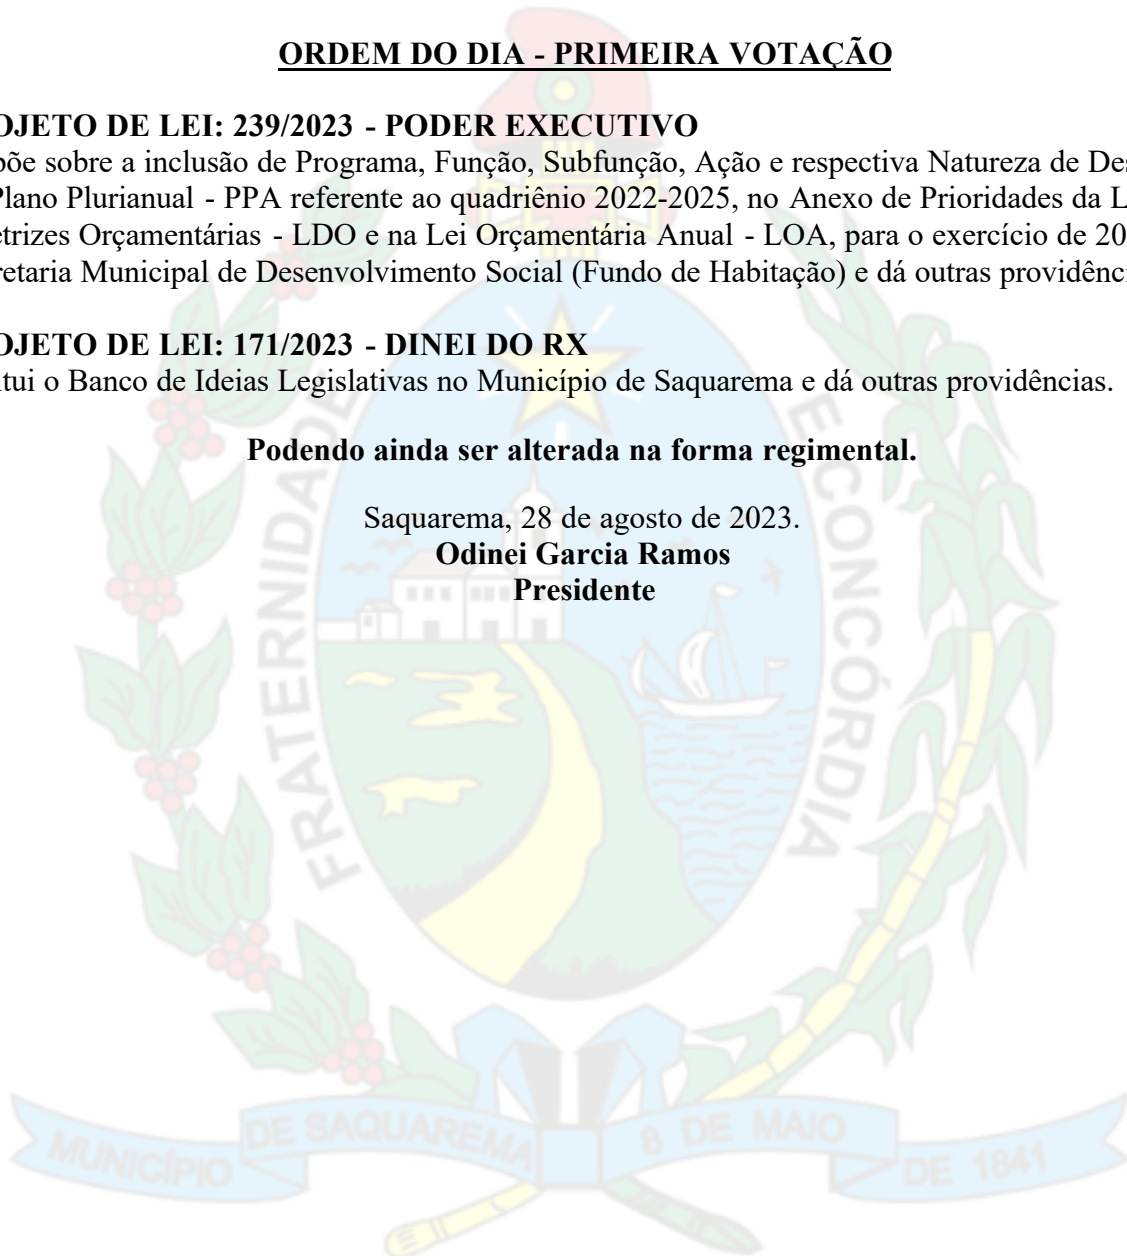 ORDEM DO DIA - PRIMEIRA VOTAÇÃO
OJETO DE LEI: 239/2023 - PODER EXECUTIVO
põe sobre a inclusão de Programa, Função, Subfunção, Ação e respectiva Natureza de Des
Plano Plurianual - PPA referente ao quadriênio 2022-2025, no Anexo de Prioridades da L
etrizes Orçamentárias - LDO e na Lei Orçamentária Anual - LOA, para o exercício de 20
retaria Municipal de Desenvolvimento Social (Fundo de Habitação) e dá outras providênci
OJETO DE LEI: 171/2023 - DINEI DO RX
itui o Banco de Ideias Legislativas no Município de Saquarema e dá outras providências.
Podendo ainda ser alterada na forma regimental.
Saquarema, 28 de agosto de 2023.
Odinei Garcia Ramos
Presidente
FRATERNIDADE E CONCÓRDIA
MUNICÍPIO DE SAQUAREMA 8 DE MAIO DE 1841